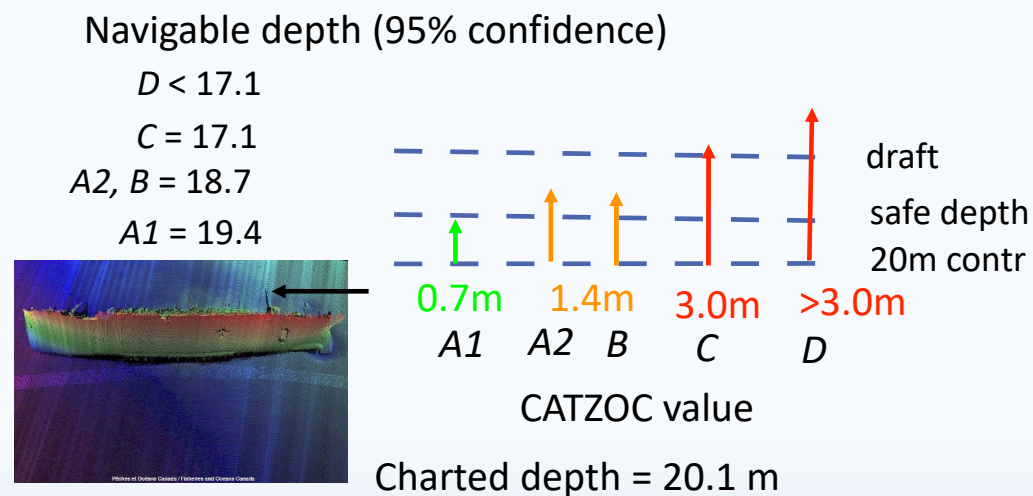 Navigable depth (95% confidence)
D < 17.1
C = 17.1
A2, B = 18.7
A1 = 19.4
draft
safe depth
20m contr
0.7m 1.4m 3.0m >3.0m
A1 A2 B C D
CATZOC value
Charted depth = 20.1 m
Pêches et Océans Canada / Fisheries and Oceans Canada